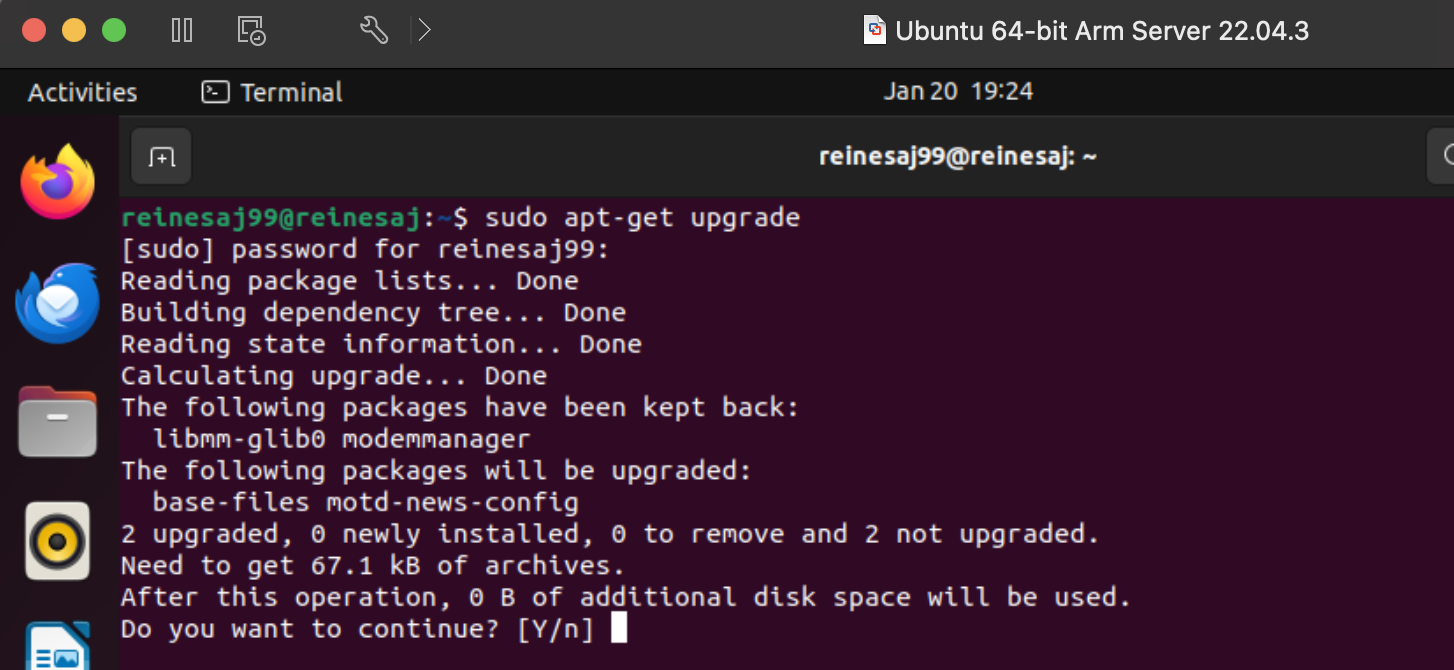 Ubuntu 64-bit Arm Server 22.04.3
Activities Terminal Jan 20 19:24
reinesaj99@reinesaj: ~
reinesaj99@reinesaj:~$ sudo apt-get upgrade
[sudo] password for reinesaj99:
Reading package lists... Done
Building dependency tree... Done
Reading state information... Done
Calculating upgrade... Done
The following packages have been kept back:
  libmm-glib0 modemmanager
The following packages will be upgraded:
  base-files motd-news-config
2 upgraded, 0 newly installed, 0 to remove and 2 not upgraded.
Need to get 67.1 kB of archives.
After this operation, 0 B of additional disk space will be used.
Do you want to continue? [Y/n]